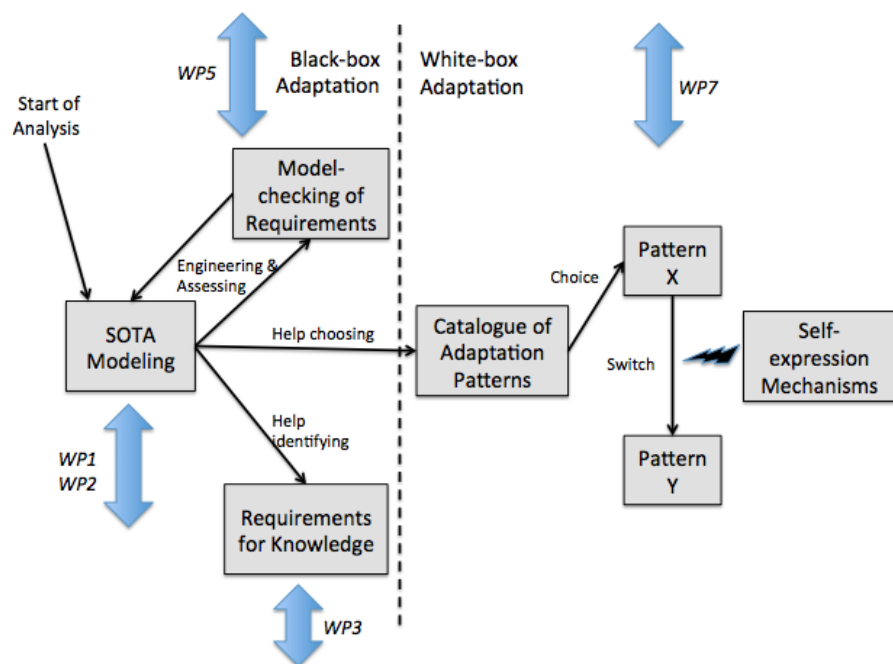 WP5
Black-box
Adaptation
White-box
Adaptation
WP7
Start of
Analysis
Model-
checking of
Requirements
Engineering &
Assessing
SOTA
Modeling
Help choosing
Catalogue of
Adaptation
Patterns
Choice
Pattern
X
Switch
Self-
expression
Mechanisms
Pattern
Y
Help
identifying
WP1
WP2
Requirements
for Knowledge
WP3